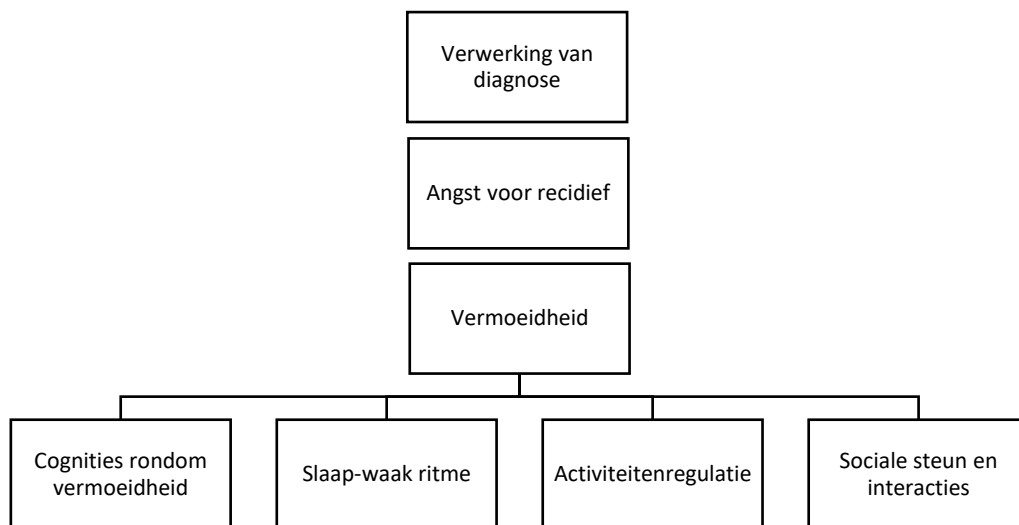 Verwerking van
diagnose
Angst voor recidief
Vermoeidheid
Cognities rondom
vermoeidheid
Slaap-waak ritme
Activiteitenregulatie
Sociale steun en
interacties